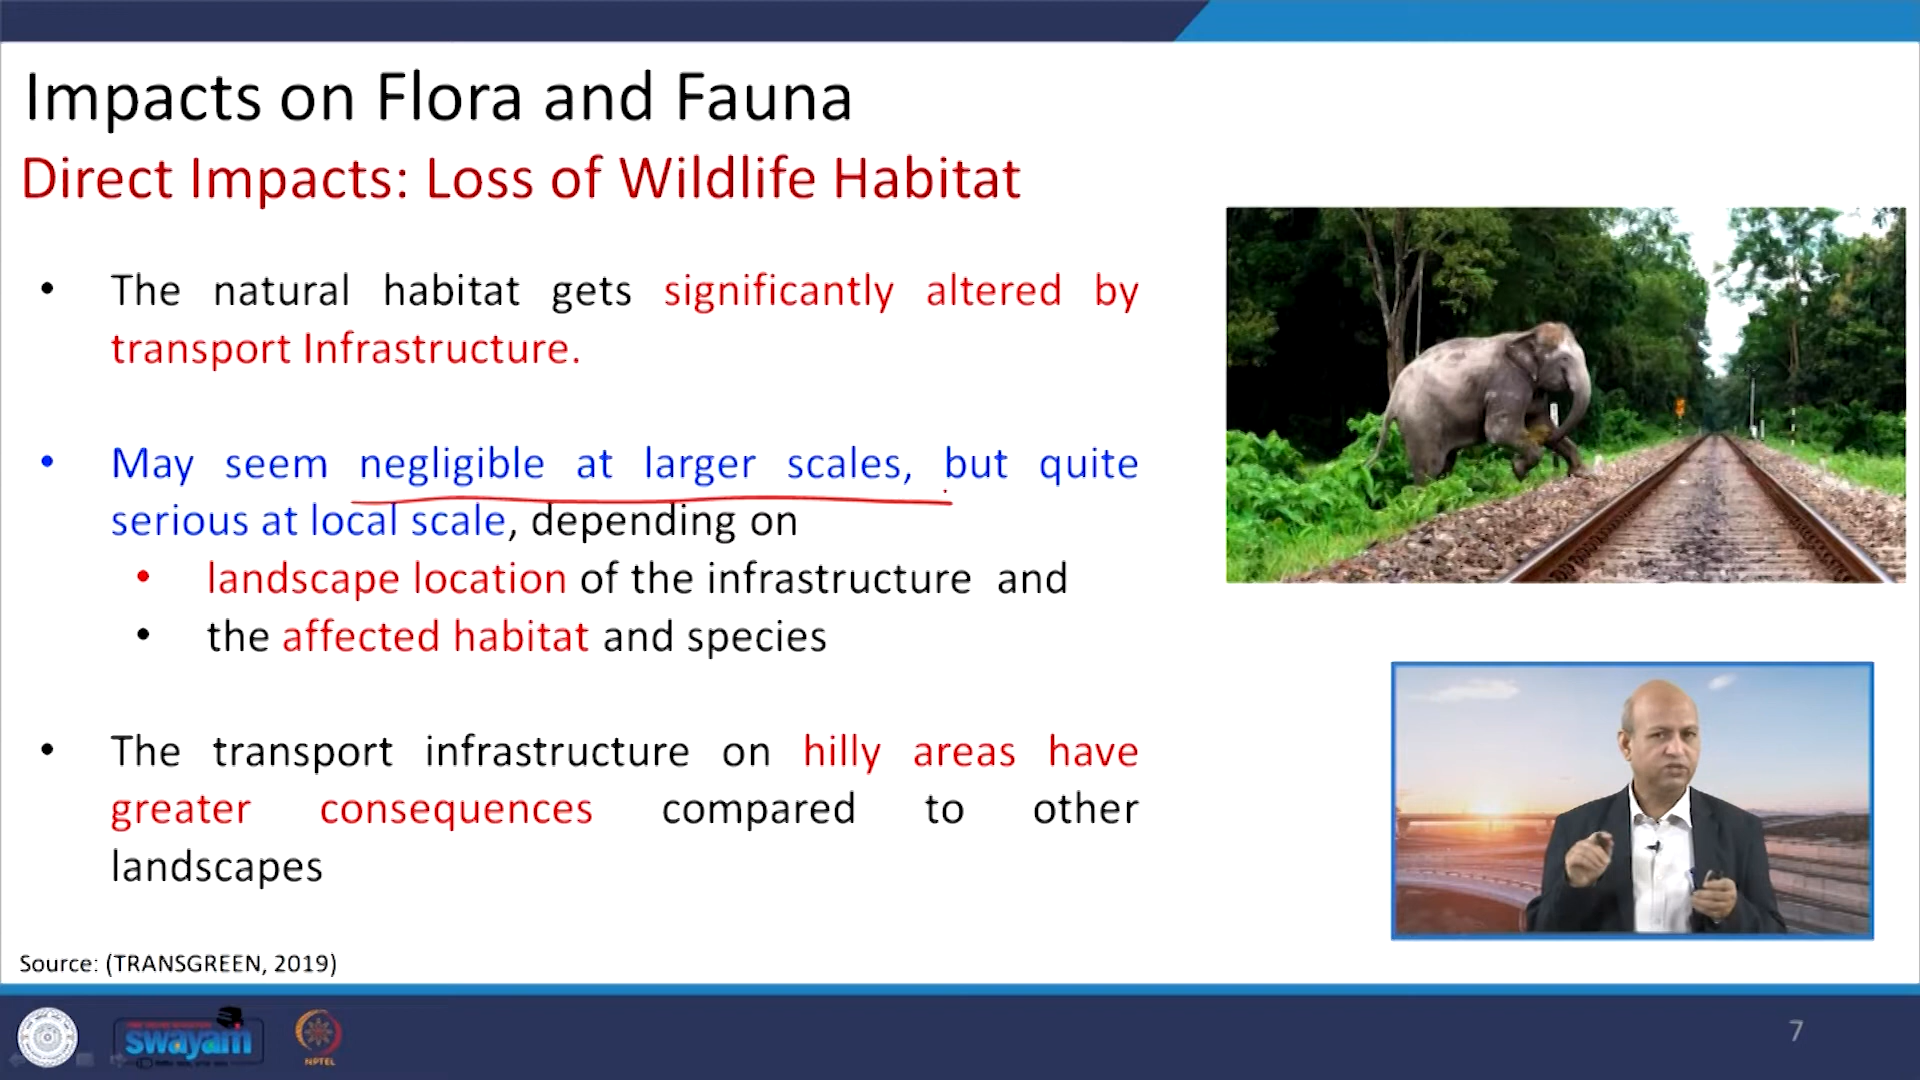 Impacts on Flora and Fauna
Direct Impacts: Loss of Wildlife Habitat
• The natural habitat gets significantly altered by
transport Infrastructure.
• May seem negligible at larger scales, but quite
serious at local scale, depending on
• landscape location of the infrastructure and
• the affected habitat and species
• The transport infrastructure on hilly areas have
greater consequences compared to other
landscapes
Source: (TRANSGREEN, 2019)
swayam
NPTEL
7